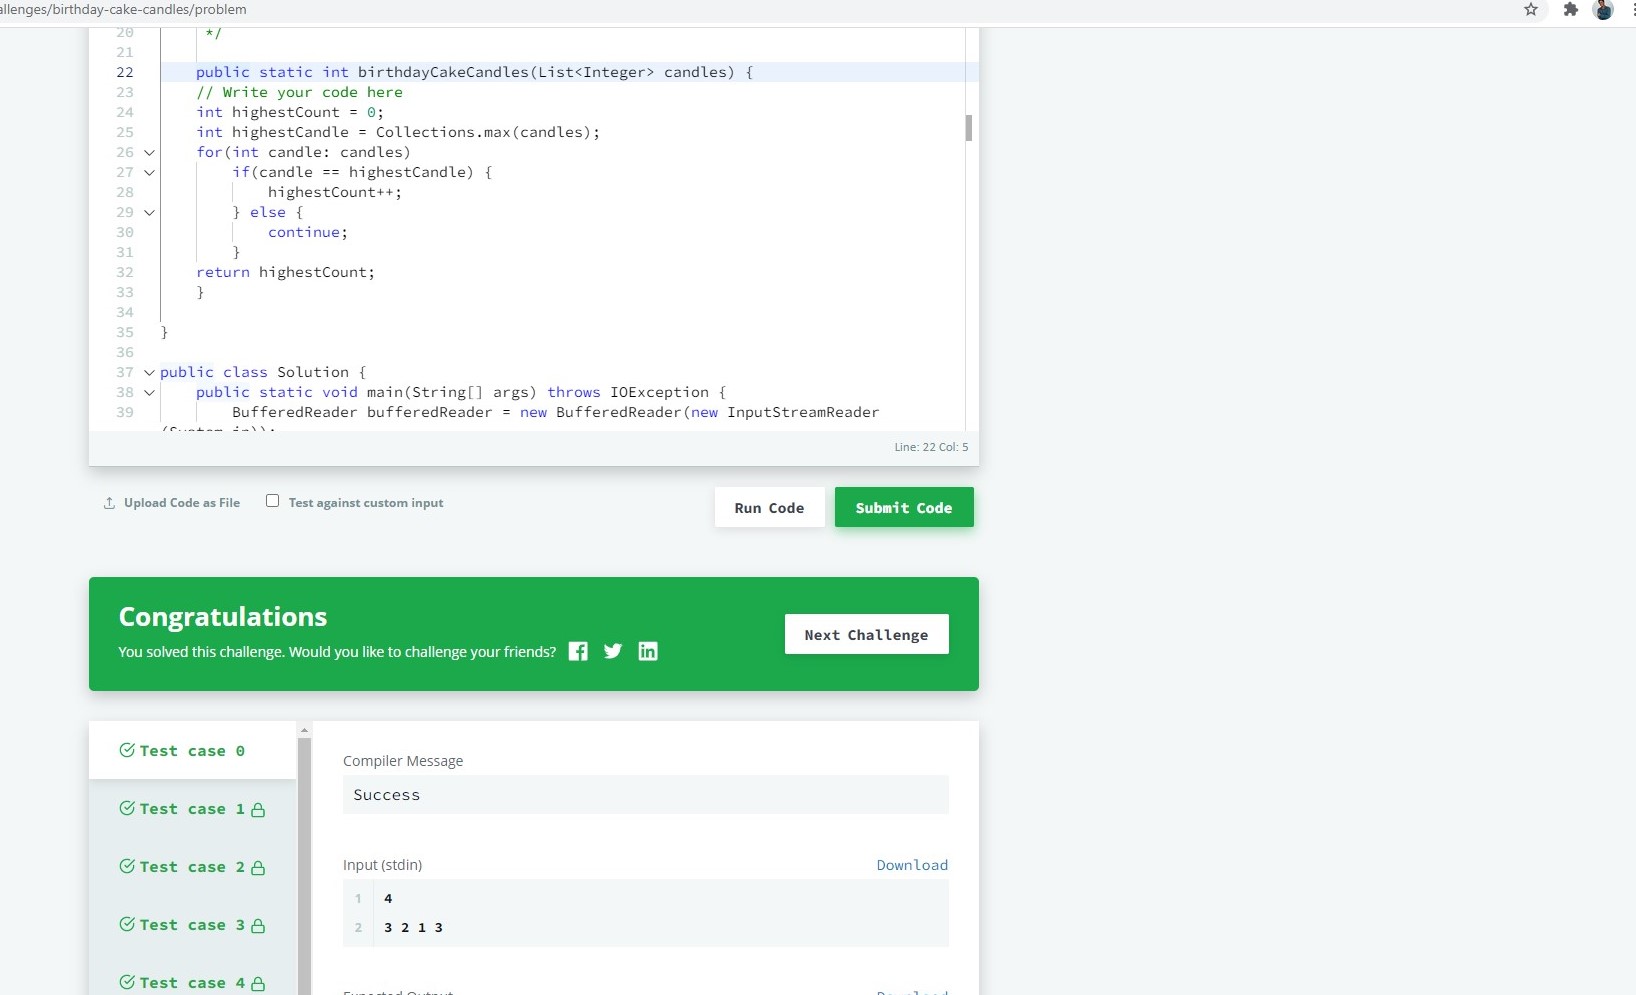 allenges/birthday-cake-candles/problem
20 */
21
22 public static int birthdayCakeCandles(List<Integer> candles) {
23 // Write your code here
24 int highestCount = 0;
25 int highestCandle = Collections.max(candles);
26 for(int candle: candles)
27 if(candle == highestCandle) {
28 highestCount++;
29 } else {
30 continue;
31 }
32 return highestCount;
33 }
34
35 }
36
37 public class Solution {
38 public static void main(String[] args) throws IOException {
39 BufferedReader bufferedReader = new BufferedReader(new InputStreamReader
(System.in));
Line: 22 Col: 5
Upload Code as File Test against custom input Run Code Submit Code
Congratulations
You solved this challenge. Would you like to challenge your friends?
Next Challenge
Test case 0
Test case 1
Test case 2
Test case 3
Test case 4
Compiler Message
Success
Input (stdin) Download
1 4
2 3 2 1 3
Expected Output Download